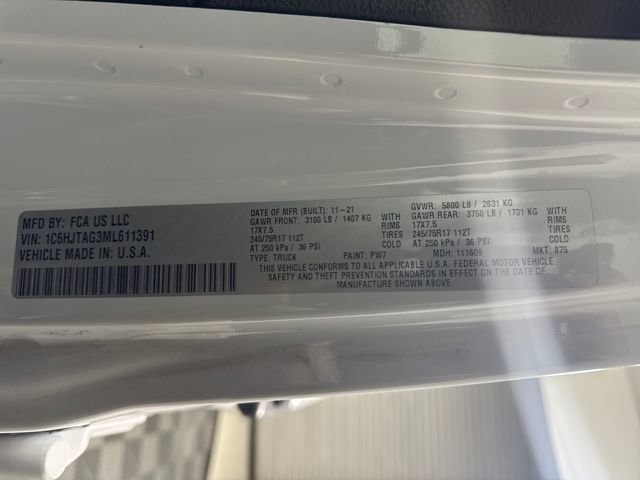 MFD BY: FCA US LLC
VIN: 1C6HJTAG3ML611391
VEHICLE MADE IN: U.S.A.
DATE OF MFR (BUILT): 11-21 GVWR: 5800 LB / 2631 KG
GAWR FRONT: 3100 LB / 1407 KG WITH GAWR REAR: 3750 LB / 1701 KG WITH
17X7.5 RIMS 17X7.5 RIMS
245/75R17 112T TIRES 245/75R17 112T TIRES
AT 250 kPa / 36 PSI COLD AT 250 kPa / 36 PSI COLD
TYPE: TRUCK PAINT: PW7 MDH: 111609 MKT: 875
THIS VEHICLE CONFORMS TO ALL APPLICABLE U.S.A. FEDERAL MOTOR VEHICLE
SAFETY AND THEFT PREVENTION STANDARDS IN EFFECT ON THE DATE OF
MANUFACTURE SHOWN ABOVE